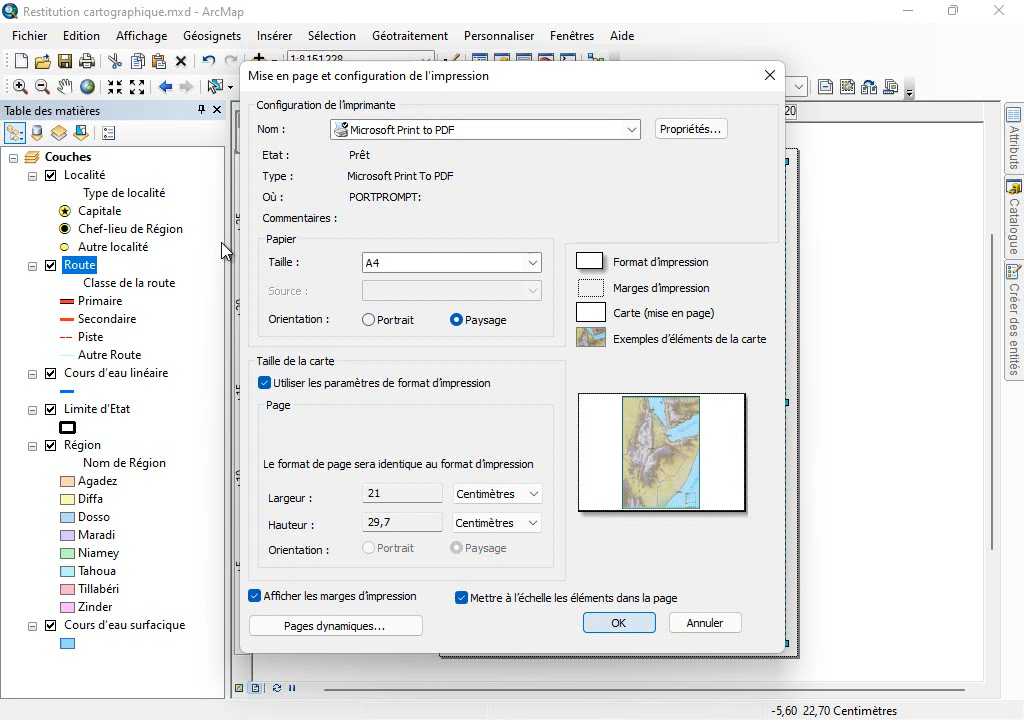 Restitution cartographique.mxd - ArcMap
Fichier Edition Affichage Géosignets Insérer Sélection Géotraitement Personnaliser Fenêtres Aide
1:8151228
Table des matières
Couches
Localité
Type de localité
Capitale
Chef-lieu de Région
Autre localité
Route
Classe de la route
Primaire
Secondaire
Piste
Autre Route
Cours d'eau linéaire
Limite d'Etat
Région
Nom de Région
Agadez
Diffa
Dosso
Maradi
Niamey
Tahoua
Tillabéri
Zinder
Cours d'eau surfacique
Mise en page et configuration de l'impression
Configuration de l'imprimante
Nom : Microsoft Print to PDF Propriétés...
Etat : Prêt
Type : Microsoft Print To PDF
Où : PORTPROMPT:
Commentaires :
Papier
Taille : A4
Source :
Orientation : Portrait Paysage
Format d'impression
Marges d'impression
Carte (mise en page)
Exemples d'éléments de la carte
Taille de la carte
Utiliser les paramètres de format d'impression
Page
Le format de page sera identique au format d'impression
Largeur : 21 Centimètres
Hauteur : 29,7 Centimètres
Orientation : Portrait Paysage
Afficher les marges d'impression
Mettre à l'échelle les éléments dans la page
Pages dynamiques...
OK Annuler
20
Attributs
Catalogue
Créer des entités
-5,60 22,70 Centimètres